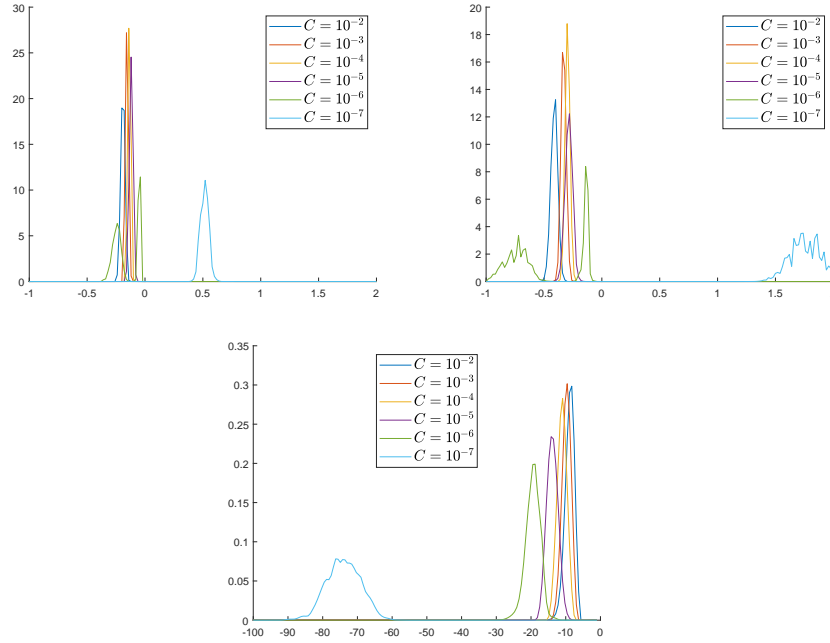 30
25
20
15
10
5
0
-1 -0.5 0 0.5 1 1.5 2
C = 10^{-2}
C = 10^{-3}
C = 10^{-4}
C = 10^{-5}
C = 10^{-6}
C = 10^{-7}
20
18
16
14
12
10
8
6
4
2
0
-1 -0.5 0 0.5 1 1.5
C = 10^{-2}
C = 10^{-3}
C = 10^{-4}
C = 10^{-5}
C = 10^{-6}
C = 10^{-7}
0.35
0.3
0.25
0.2
0.15
0.1
0.05
0
-100 -90 -80 -70 -60 -50 -40 -30 -20 -10 0
C = 10^{-2}
C = 10^{-3}
C = 10^{-4}
C = 10^{-5}
C = 10^{-6}
C = 10^{-7}